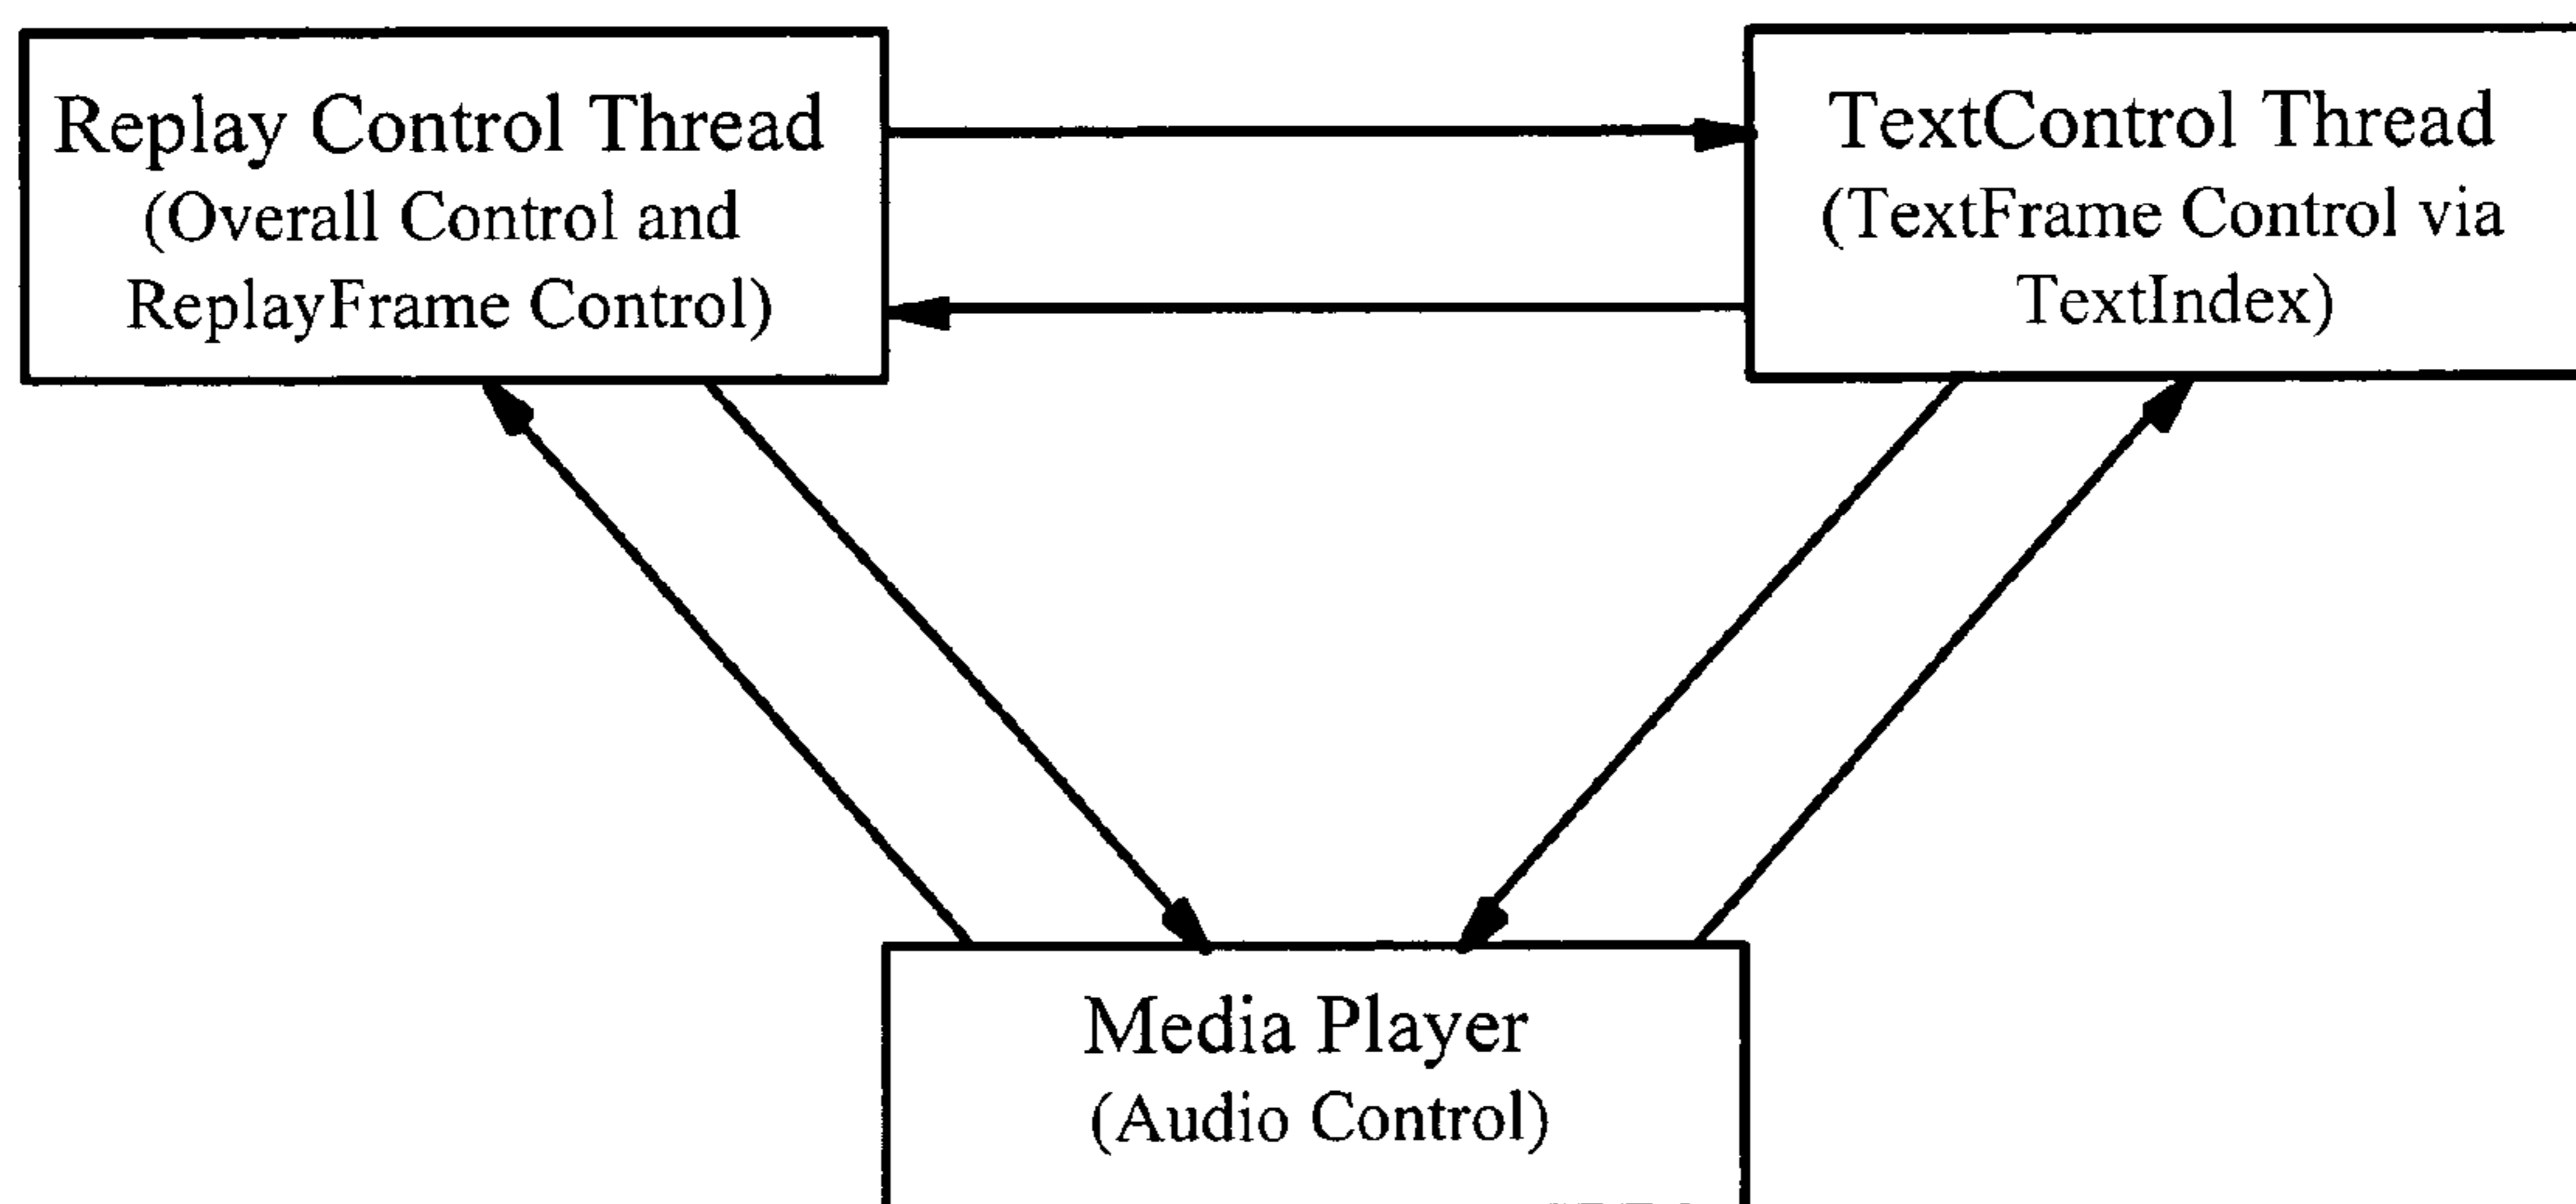 Replay Control Thread
(Overall Control and
ReplayFrame Control)
TextControl Thread
(TextFrame Control via
TextIndex)
Media Player
(Audio Control)